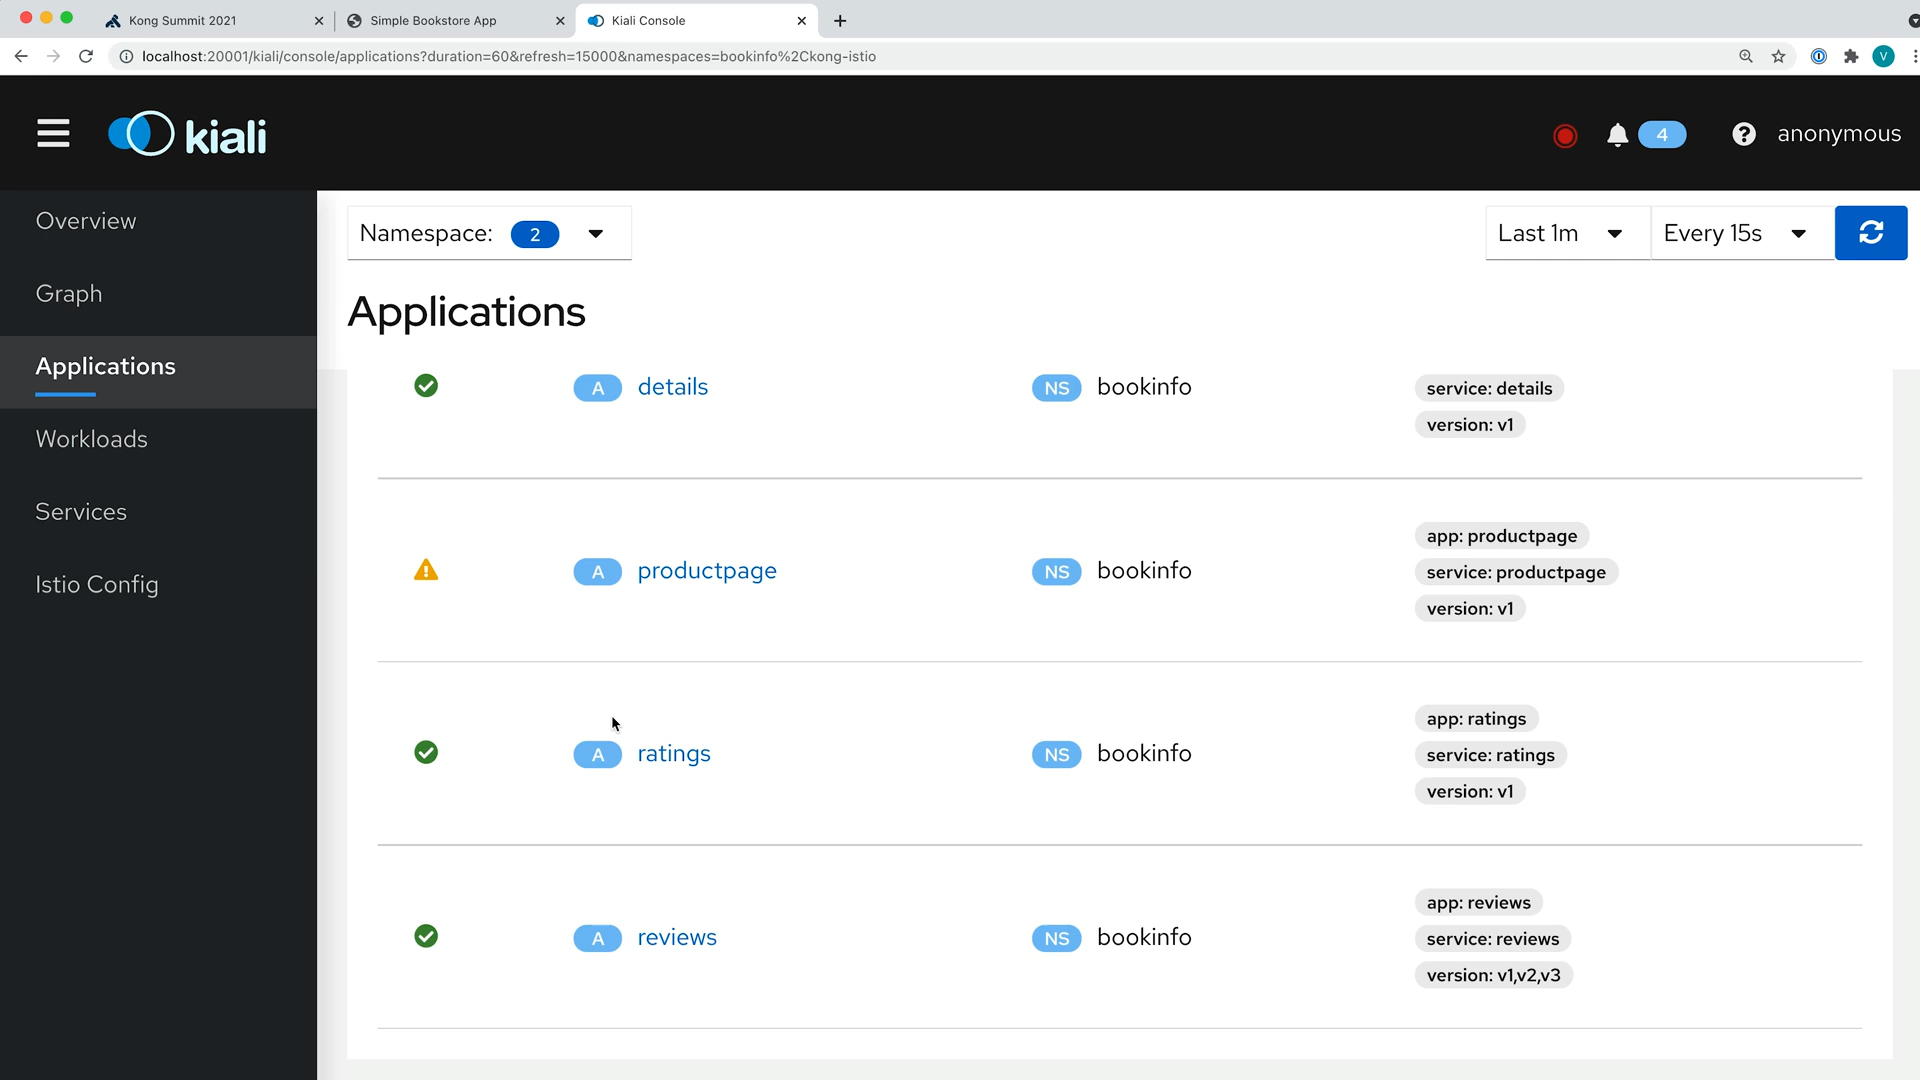 Kong Summit 2021
Simple Bookstore App
Kiali Console
localhost:20001/kiali/console/applications?duration=60&refresh=15000&namespaces=bookinfo%2Ckong-istio
V
kiali
4
anonymous
Overview
Graph
Applications
Workloads
Services
Istio Config
Namespace: 2
Last 1m
Every 15s
Applications
A details
NS bookinfo
service: details
version: v1
A productpage
NS bookinfo
app: productpage
service: productpage
version: v1
A ratings
NS bookinfo
app: ratings
service: ratings
version: v1
A reviews
NS bookinfo
app: reviews
service: reviews
version: v1,v2,v3